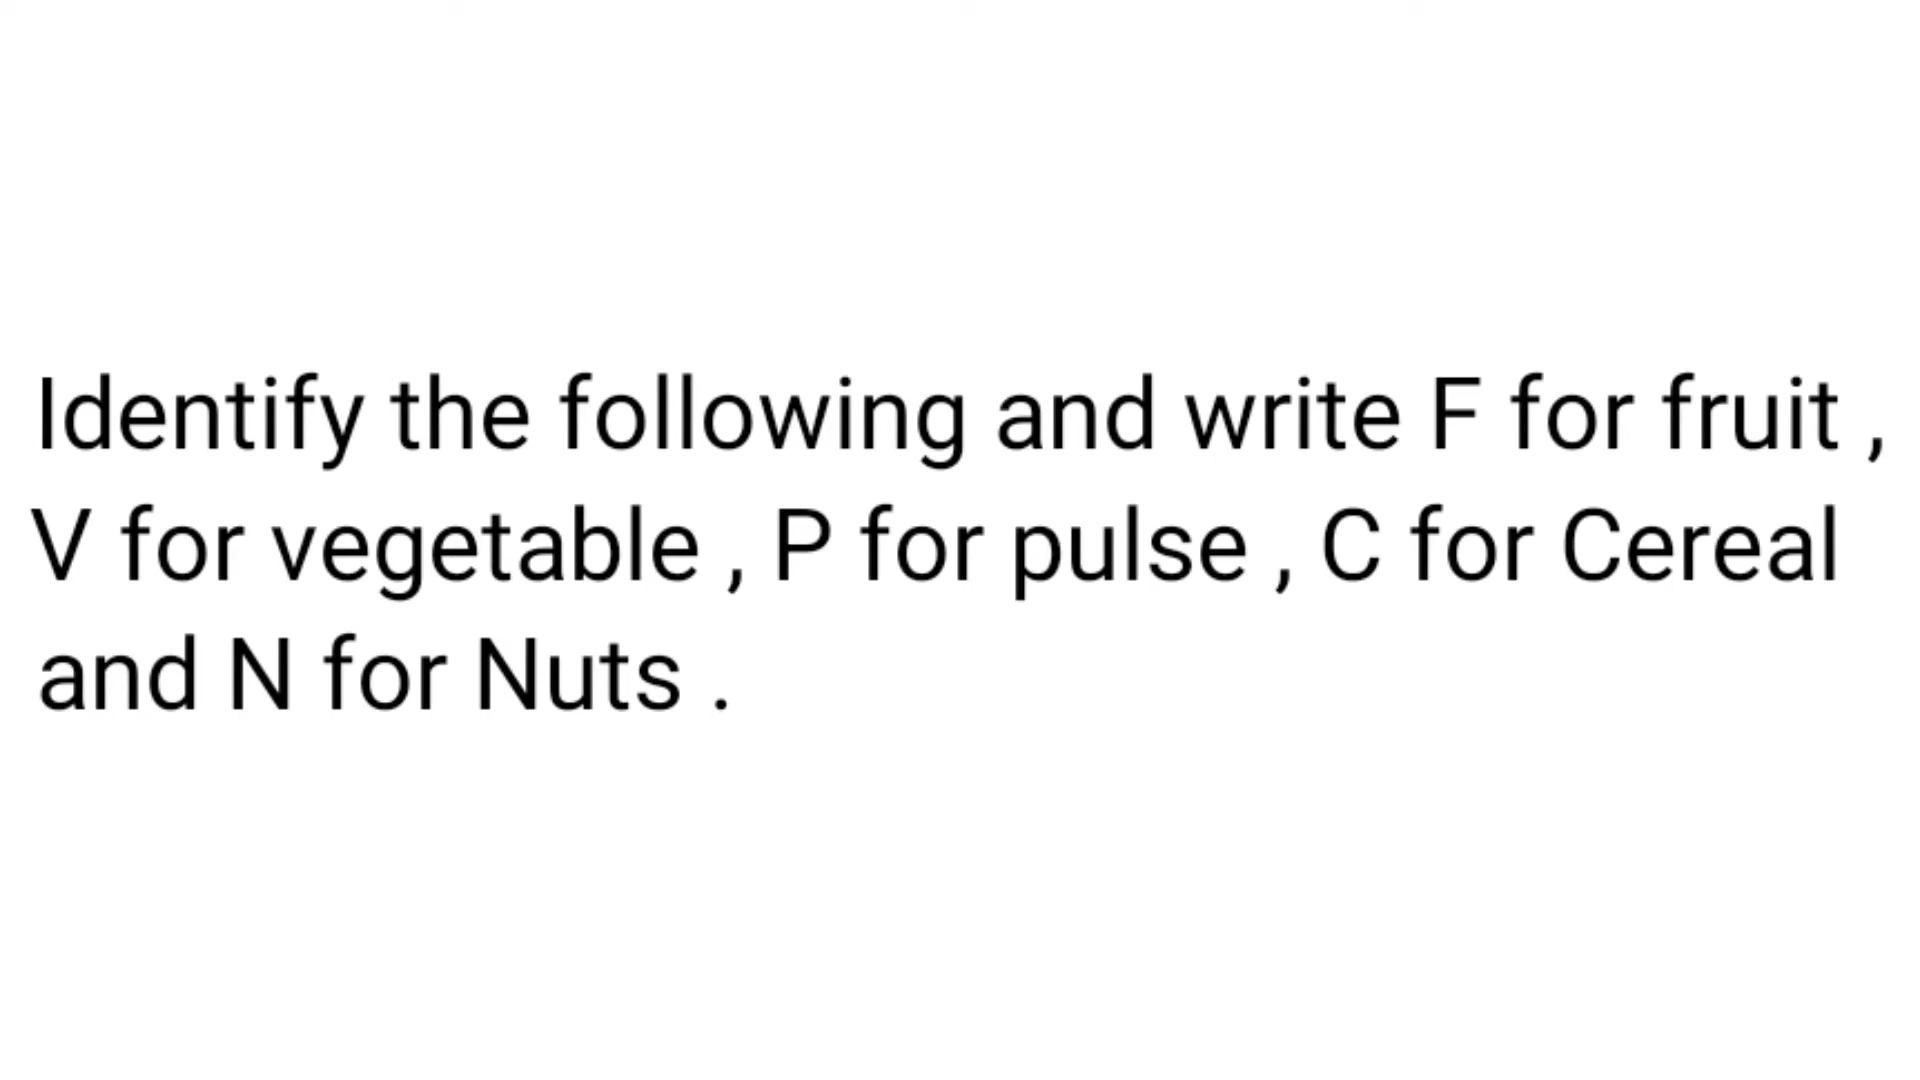 Identify the following and write F for fruit ,
V for vegetable , P for pulse , C for Cereal
and N for Nuts .